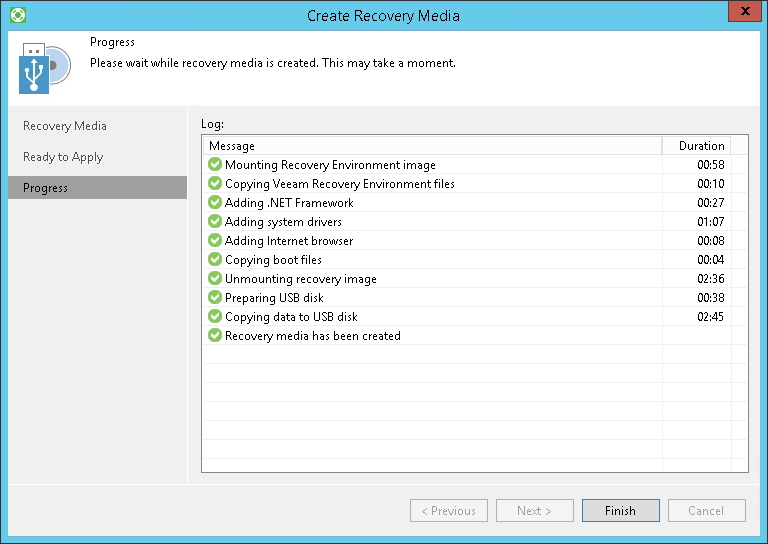 Create Recovery Media
x
Progress
Please wait while recovery media is created. This may take a moment.
Recovery Media
Ready to Apply
Progress
Log:
Message Duration
Mounting Recovery Environment image 00:58
Copying Veeam Recovery Environment files 00:10
Adding .NET Framework 00:27
Adding system drivers 01:07
Adding Internet browser 00:08
Copying boot files 00:04
Unmounting recovery image 02:36
Preparing USB disk 00:38
Copying data to USB disk 02:45
Recovery media has been created
< Previous Next > Finish Cancel